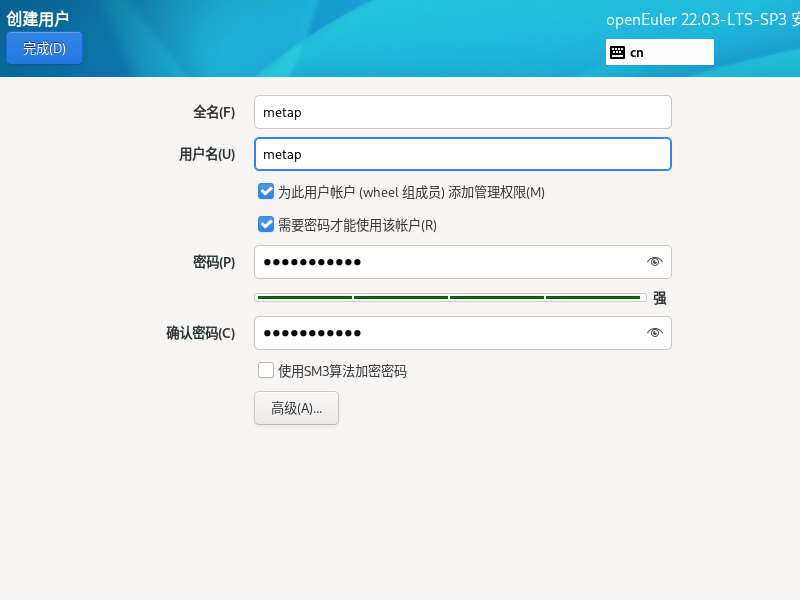 创建用户
openEuler 22.03-LTS-SP3 安
完成(D)
cn
全名(F)
metap
用户名(U)
metap
为此用户帐户 (wheel 组成员) 添加管理权限(M)
需要密码才能使用该帐户(R)
密码(P)
●●●●●●●●●●●
强
确认密码(C)
●●●●●●●●●●●
使用SM3算法加密密码
高级(A)...